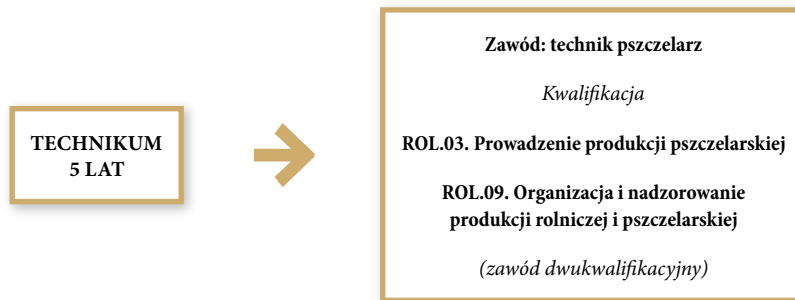 TECHNIKUM
5 LAT
Zawód: technik pszczelarz
Kwalifikacja
ROL.03. Prowadzenie produkcji pszczelarskiej
ROL.09. Organizacja i nadzorowanie
produkcji rolniczej i pszczelarskiej
(zawód dwukwalifikacyjny)